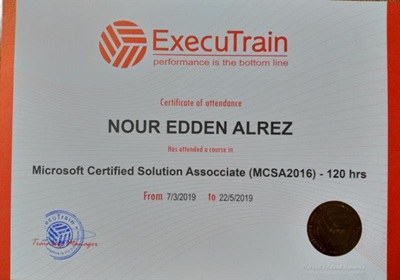 ExecuTrain
performance is the bottom line
Certificate of attendance
NOUR EDDEN ALREZ
Has attended a course in
Microsoft Certified Solution Assocciate (MCSA2016) - 120 hrs
From 7/3/2019 to 22/5/2019
ExecuTrain
Training Manager